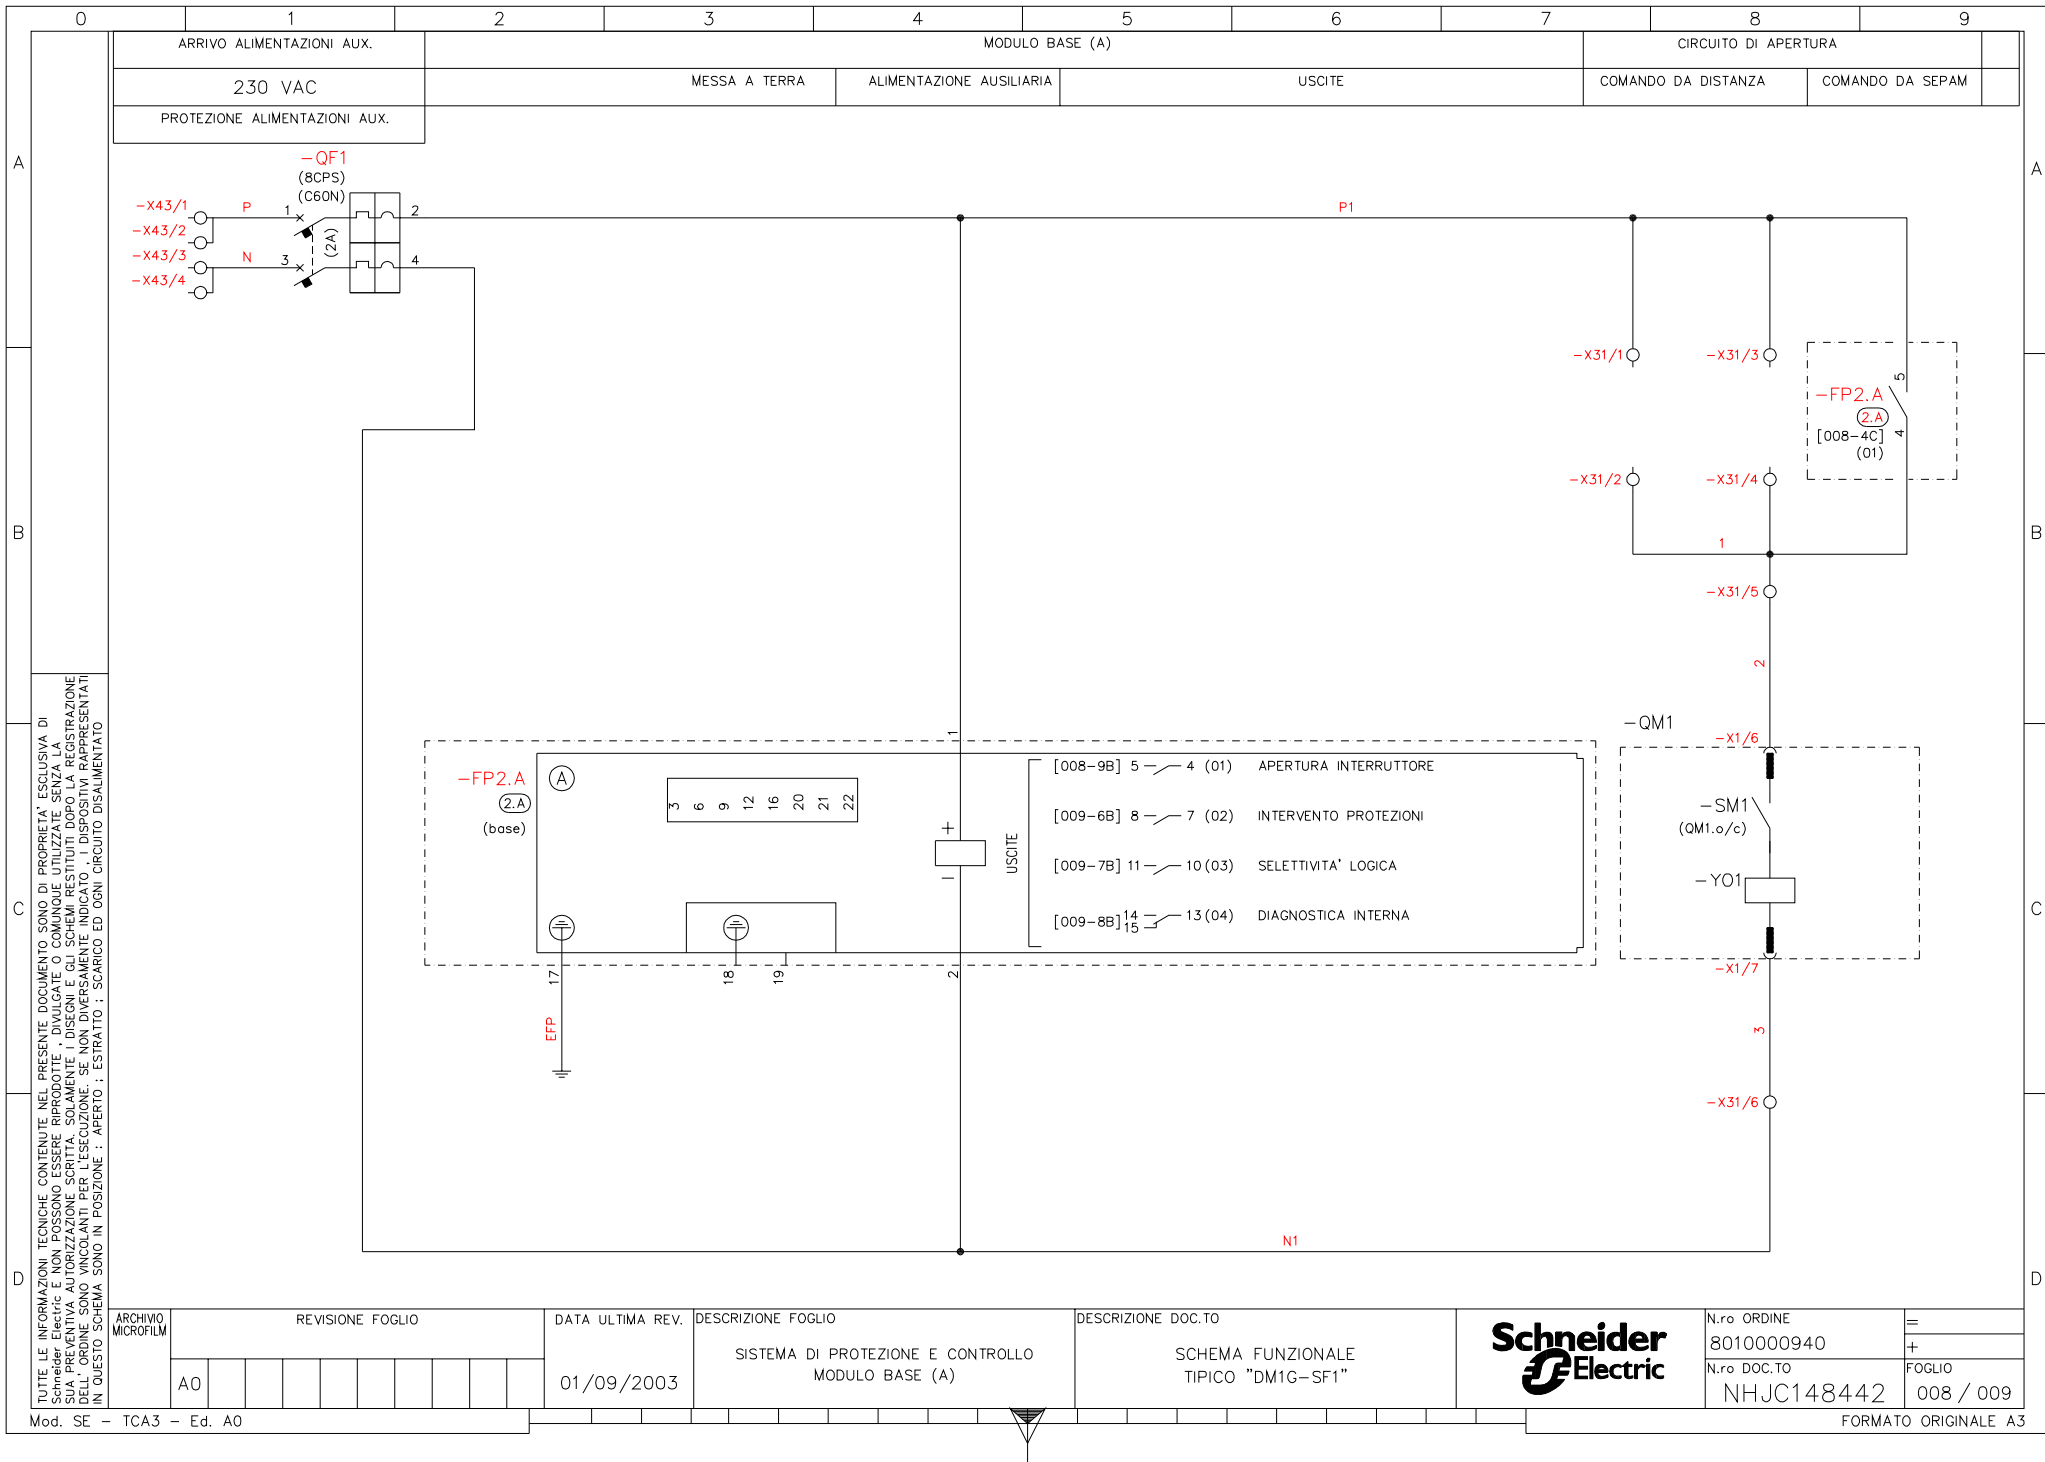 0 1 2 3 4 5 6 7 8 9
ARRIVO ALIMENTAZIONI AUX.
MODULO BASE (A)
CIRCUITO DI APERTURA
230 VAC
MESSA A TERRA
ALIMENTAZIONE AUSILIARIA
USCITE
COMANDO DA DISTANZA
COMANDO DA SEPAM
PROTEZIONE ALIMENTAZIONI AUX.
A
A
-QF1
(8CPS)
(C60N)
-X43/1
P
1
2
P1
-X43/2
(2A)
-X43/3
N
3
4
-X43/4
-X31/1
-X31/3
5
-FP2.A
2.A
[008-4C]
4
(01)
-X31/2
-X31/4
B
B
1
-X31/5
2
-QM1
-X1/6
1
-FP2.A
A
2.A
(base)
3 6 9 12 16 20 21 22
+
-
USCITE
[008-9B] 5 4 (01) APERTURA INTERRUTTORE
[009-6B] 8 7 (02) INTERVENTO PROTEZIONI
[009-7B] 11 10 (03) SELETTIVITA' LOGICA
[009-8B] 14 13 (04) DIAGNOSTICA INTERNA
15
-SM1
(QM1.o/c)
-YO1
C
C
-X1/7
17
18
19
2
EFP
3
-X31/6
N1
D
D
TUTTE LE INFORMAZIONI TECNICHE CONTENUTE NEL PRESENTE DOCUMENTO SONO DI PROPRIETA' ESCLUSIVA DI
Schneider Electric E NON POSSONO ESSERE RIPRODOTTE , DIVULGATE O COMUNQUE UTILIZZATE SENZA LA
SUA PREVENTIVA AUTORIZZAZIONE SCRITTA. SOLAMENTE I DISEGNI E GLI SCHEMI RESTITUITI DOPO LA REGISTRAZIONE
DELL' ORDINE SONO VINCOLANTI PER L'ESECUZIONE. SE NON DIVERSAMENTE INDICATO , I DISPOSITIVI RAPPRESENTATI
IN QUESTO SCHEMA SONO IN POSIZIONE : APERTO ; ESTRATTO ; SCARICO ED OGNI CIRCUITO DISALIMENTATO
ARCHIVIO
MICROFILM
REVISIONE FOGLIO
A0
DATA ULTIMA REV.
01/09/2003
DESCRIZIONE FOGLIO
SISTEMA DI PROTEZIONE E CONTROLLO
MODULO BASE (A)
DESCRIZIONE DOC.TO
SCHEMA FUNZIONALE
TIPICO "DM1G-SF1"
Schneider
Electric
N.ro ORDINE
8010000940
=
+
N.ro DOC.TO
NHJC148442
FOGLIO
008 / 009
Mod. SE - TCA3 - Ed. A0
FORMATO ORIGINALE A3